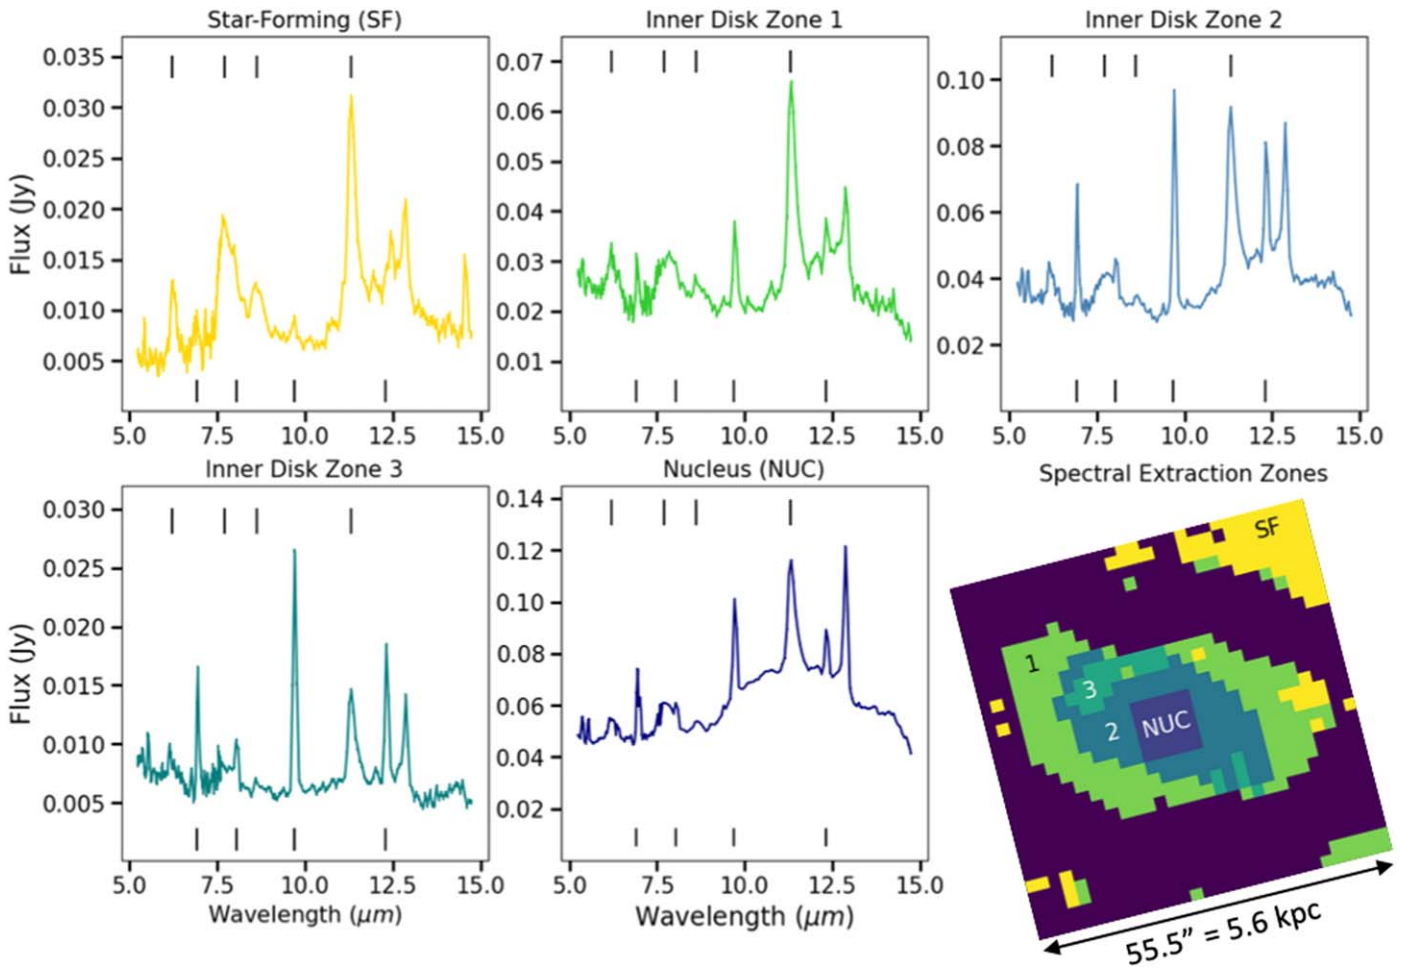 Star-Forming (SF)
Inner Disk Zone 1
Inner Disk Zone 2
0.035
0.030
0.025
0.020
0.015
0.010
0.005
Flux (Jy)
5.0 7.5 10.0 12.5 15.0
0.07
0.06
0.05
0.04
0.03
0.02
0.01
5.0 7.5 10.0 12.5 15.0
0.10
0.08
0.06
0.04
0.02
5.0 7.5 10.0 12.5 15.0
Inner Disk Zone 3
Nucleus (NUC)
Spectral Extraction Zones
0.030
0.025
0.020
0.015
0.010
0.005
Flux (Jy)
5.0 7.5 10.0 12.5 15.0
Wavelength (μm)
0.14
0.12
0.10
0.08
0.06
0.04
0.02
5.0 7.5 10.0 12.5 15.0
Wavelength (μm)
SF
1
3
2
NUC
55.5” = 5.6 kpc